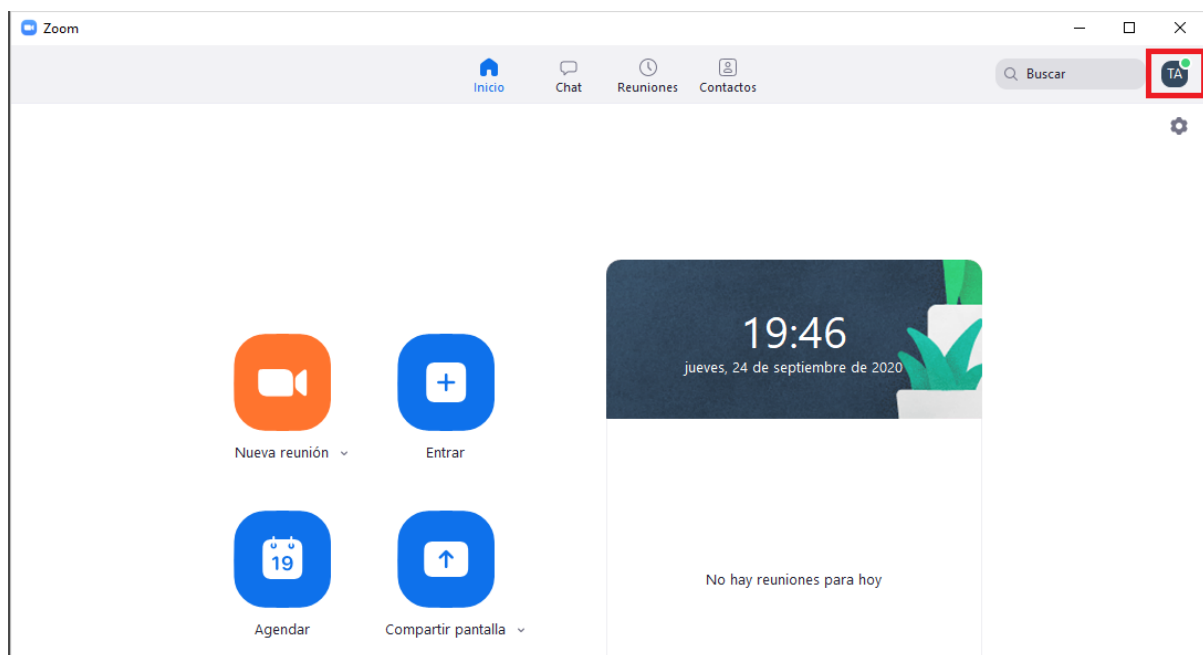 Zoom
Inicio
Chat
Reuniones
Contactos
Buscar
TA
19:46
jueves, 24 de septiembre de 2020
Nueva reunión
Entrar
19
Agendar
Compartir pantalla
No hay reuniones para hoy